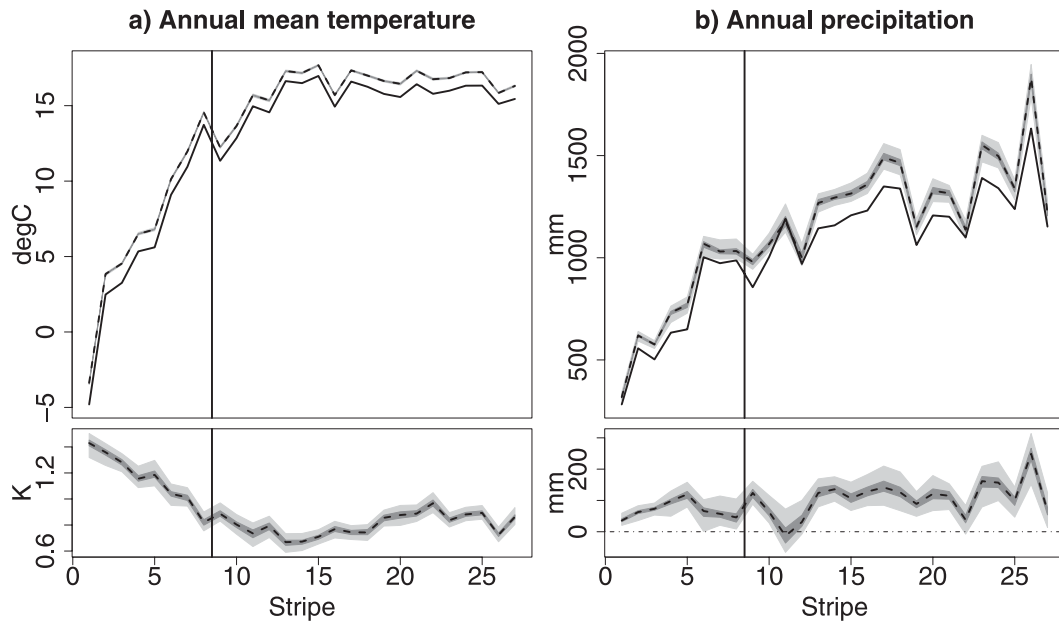 a) Annual mean temperature
b) Annual precipitation
degC
15
10
5
0
−5
mm
2000
1500
1000
500
K
1.2
0.6
mm
200
0
0 5 10 15 20 25
Stripe
0 5 10 15 20 25
Stripe